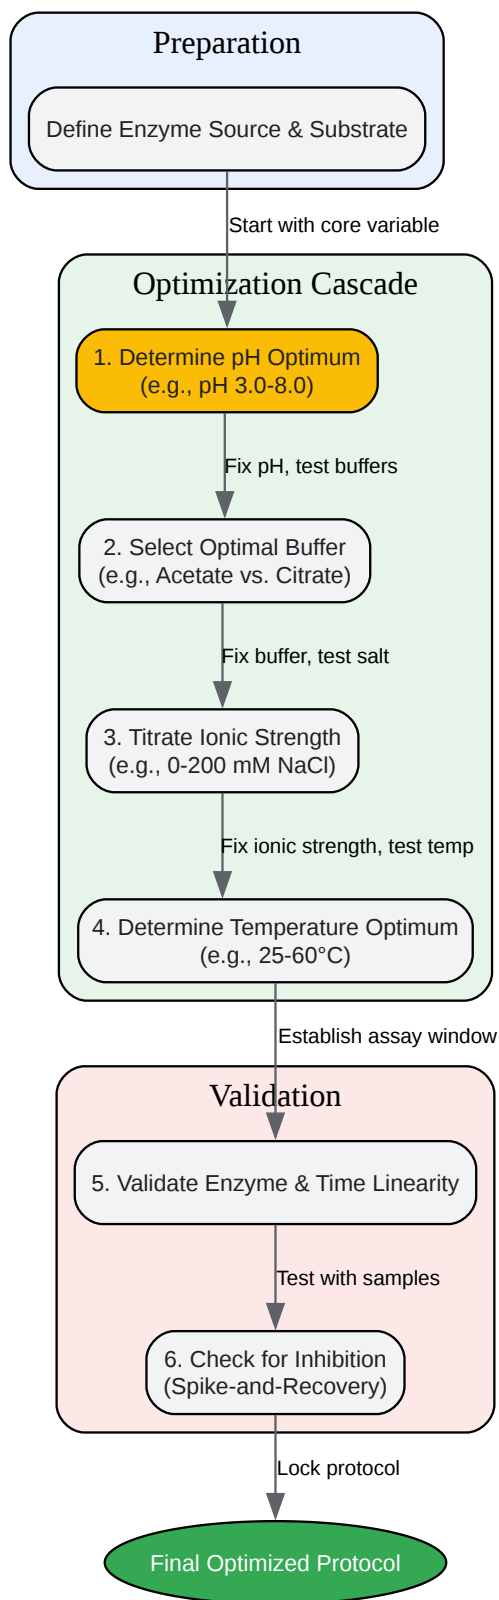 Preparation
Define Enzyme Source & Substrate
Start with core variable
Optimization Cascade
1. Determine pH Optimum
(e.g., pH 3.0-8.0)
Fix pH, test buffers
2. Select Optimal Buffer
(e.g., Acetate vs. Citrate)
Fix buffer, test salt
3. Titrate Ionic Strength
(e.g., 0-200 mM NaCl)
Fix ionic strength, test temp
4. Determine Temperature Optimum
(e.g., 25-60°C)
Establish assay window
Validation
5. Validate Enzyme & Time Linearity
Test with samples
6. Check for Inhibition
(Spike-and-Recovery)
Lock protocol
Final Optimized Protocol